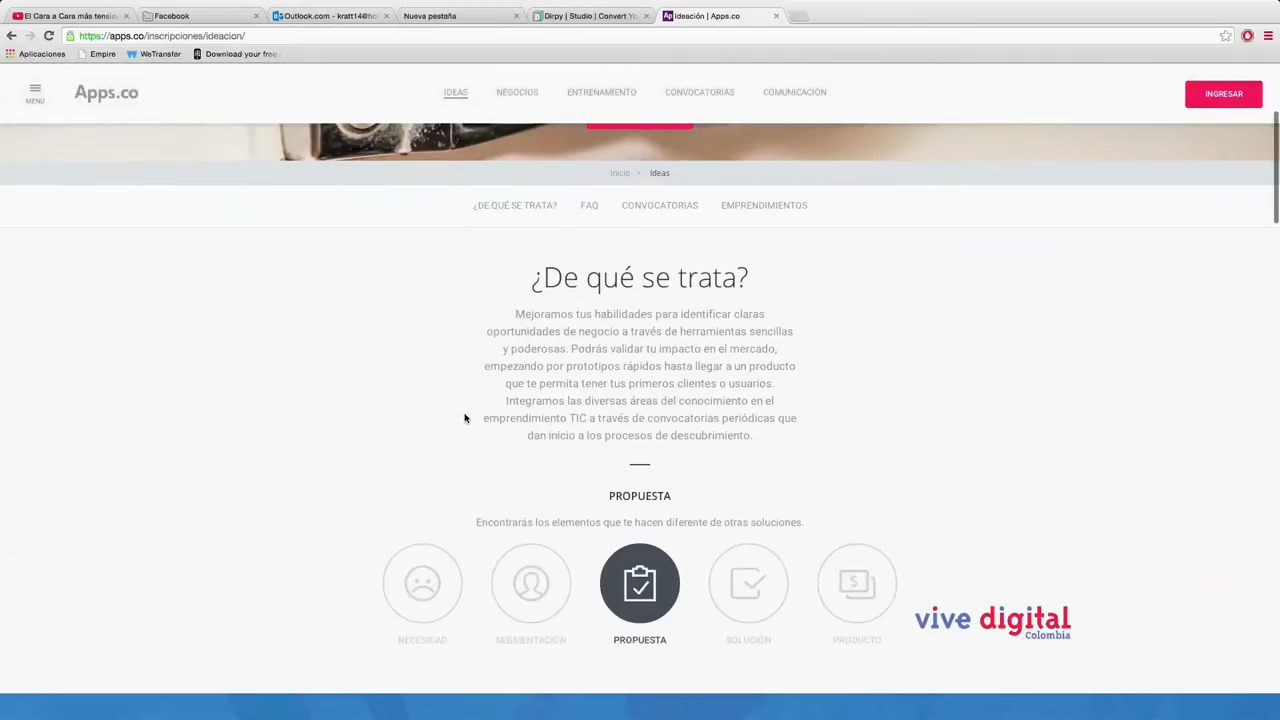 El Cara a Cara más tensio
Facebook
Outlook.com - kratt14@ho
Nueva pestaña
Dirpy | Studio | Convert Yo
Ideación | Apps.co
https://apps.co/inscripciones/ideacion/
Aplicaciones
Empire
WeTransfer
Download your free
MENU
Apps.co
IDEAS
NEGOCIOS
ENTRENAMIENTO
CONVOCATORIAS
COMUNICACIÓN
INGRESAR
Inicio > Ideas
¿DE QUÉ SE TRATA?
FAQ
CONVOCATORIAS
EMPRENDIMIENTOS
¿De qué se trata?
Mejoramos tus habilidades para identificar claras
oportunidades de negocio a través de herramientas sencillas
y poderosas. Podrás validar tu impacto en el mercado,
empezando por prototipos rápidos hasta llegar a un producto
que te permita tener tus primeros clientes o usuarios.
Integramos las diversas áreas del conocimiento en el
emprendimiento TIC a través de convocatorias periódicas que
dan inicio a los procesos de descubrimiento.
PROPUESTA
Encontrarás los elementos que te hacen diferente de otras soluciones.
NECESIDAD
SEGMENTACIÓN
PROPUESTA
SOLUCIÓN
PRODUCTO
vive digital
Colombia